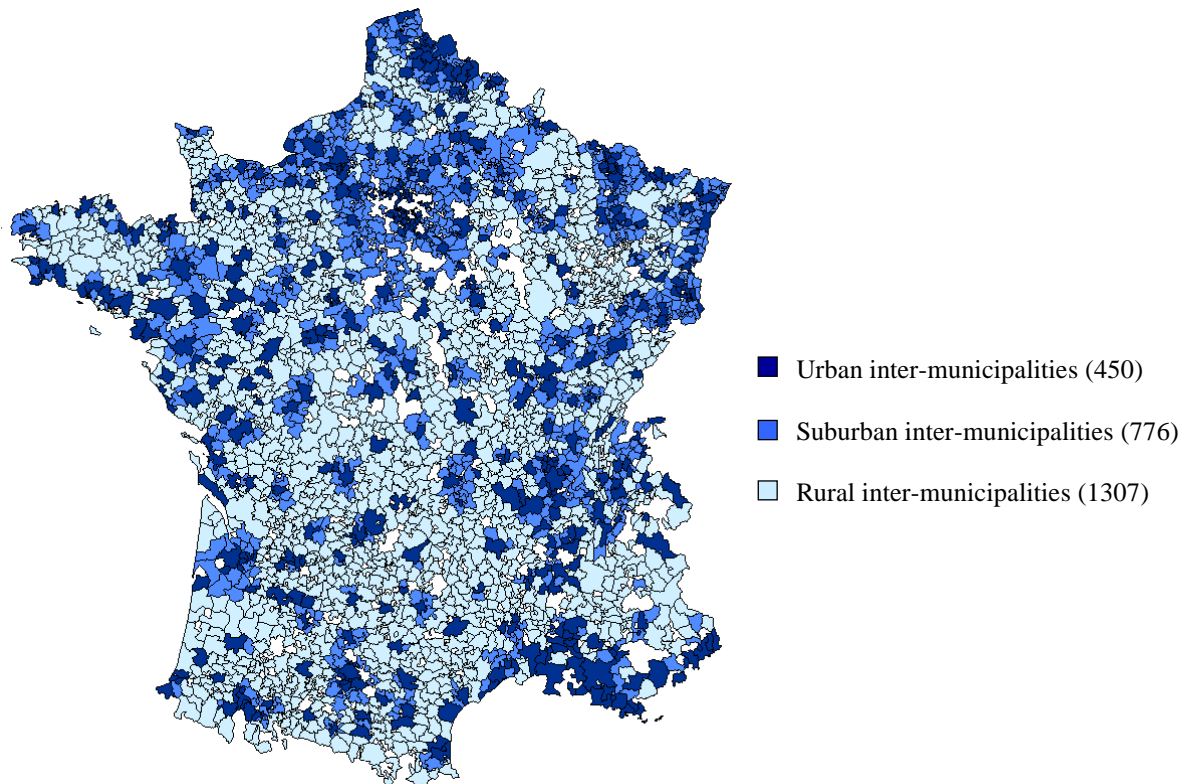 Urban inter-municipalities (450)
Suburban inter-municipalities (776)
Rural inter-municipalities (1307)